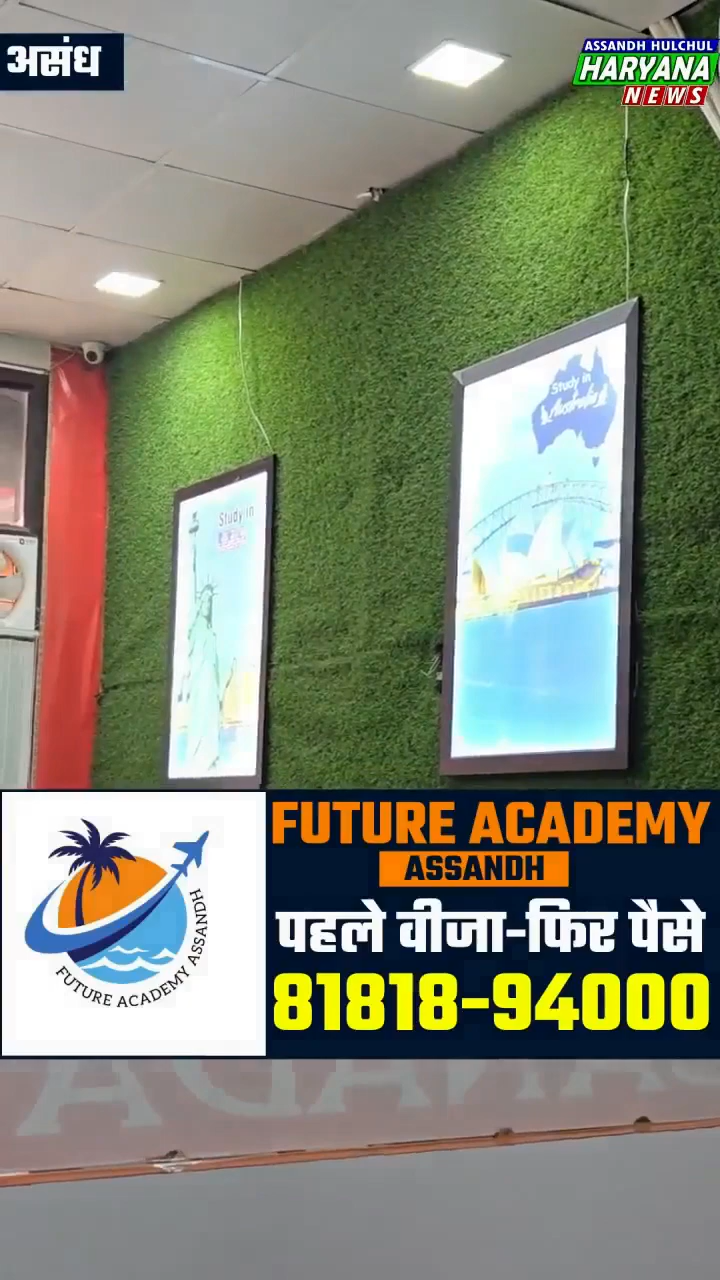 असंध
ASSANDH HULCHUL
HARYANA
NEWS
Study in
Australia
Study in
FUTURE ACADEMY
ASSANDH
पहले वीजा-फिर पैसे
81818-94000
FUTURE ACADEMY ASSANDH